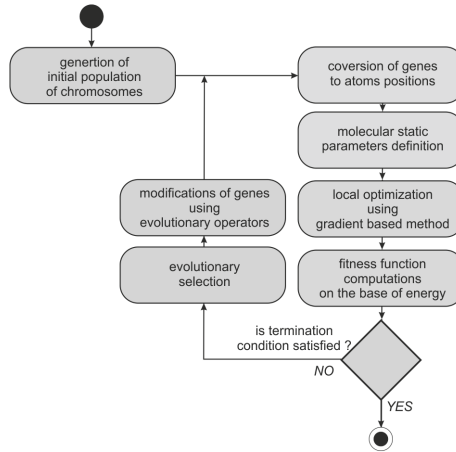 genertion of
initial population
of chromosomes
coversion of genes
to atoms positions
molecular static
parameters definition
local optimization
using
gradient based method
fitness function
computations
on the base of energy
is termination
condition satisfied ?
NO
YES
evolutionary
selection
modifications of genes
using
evolutionary operators